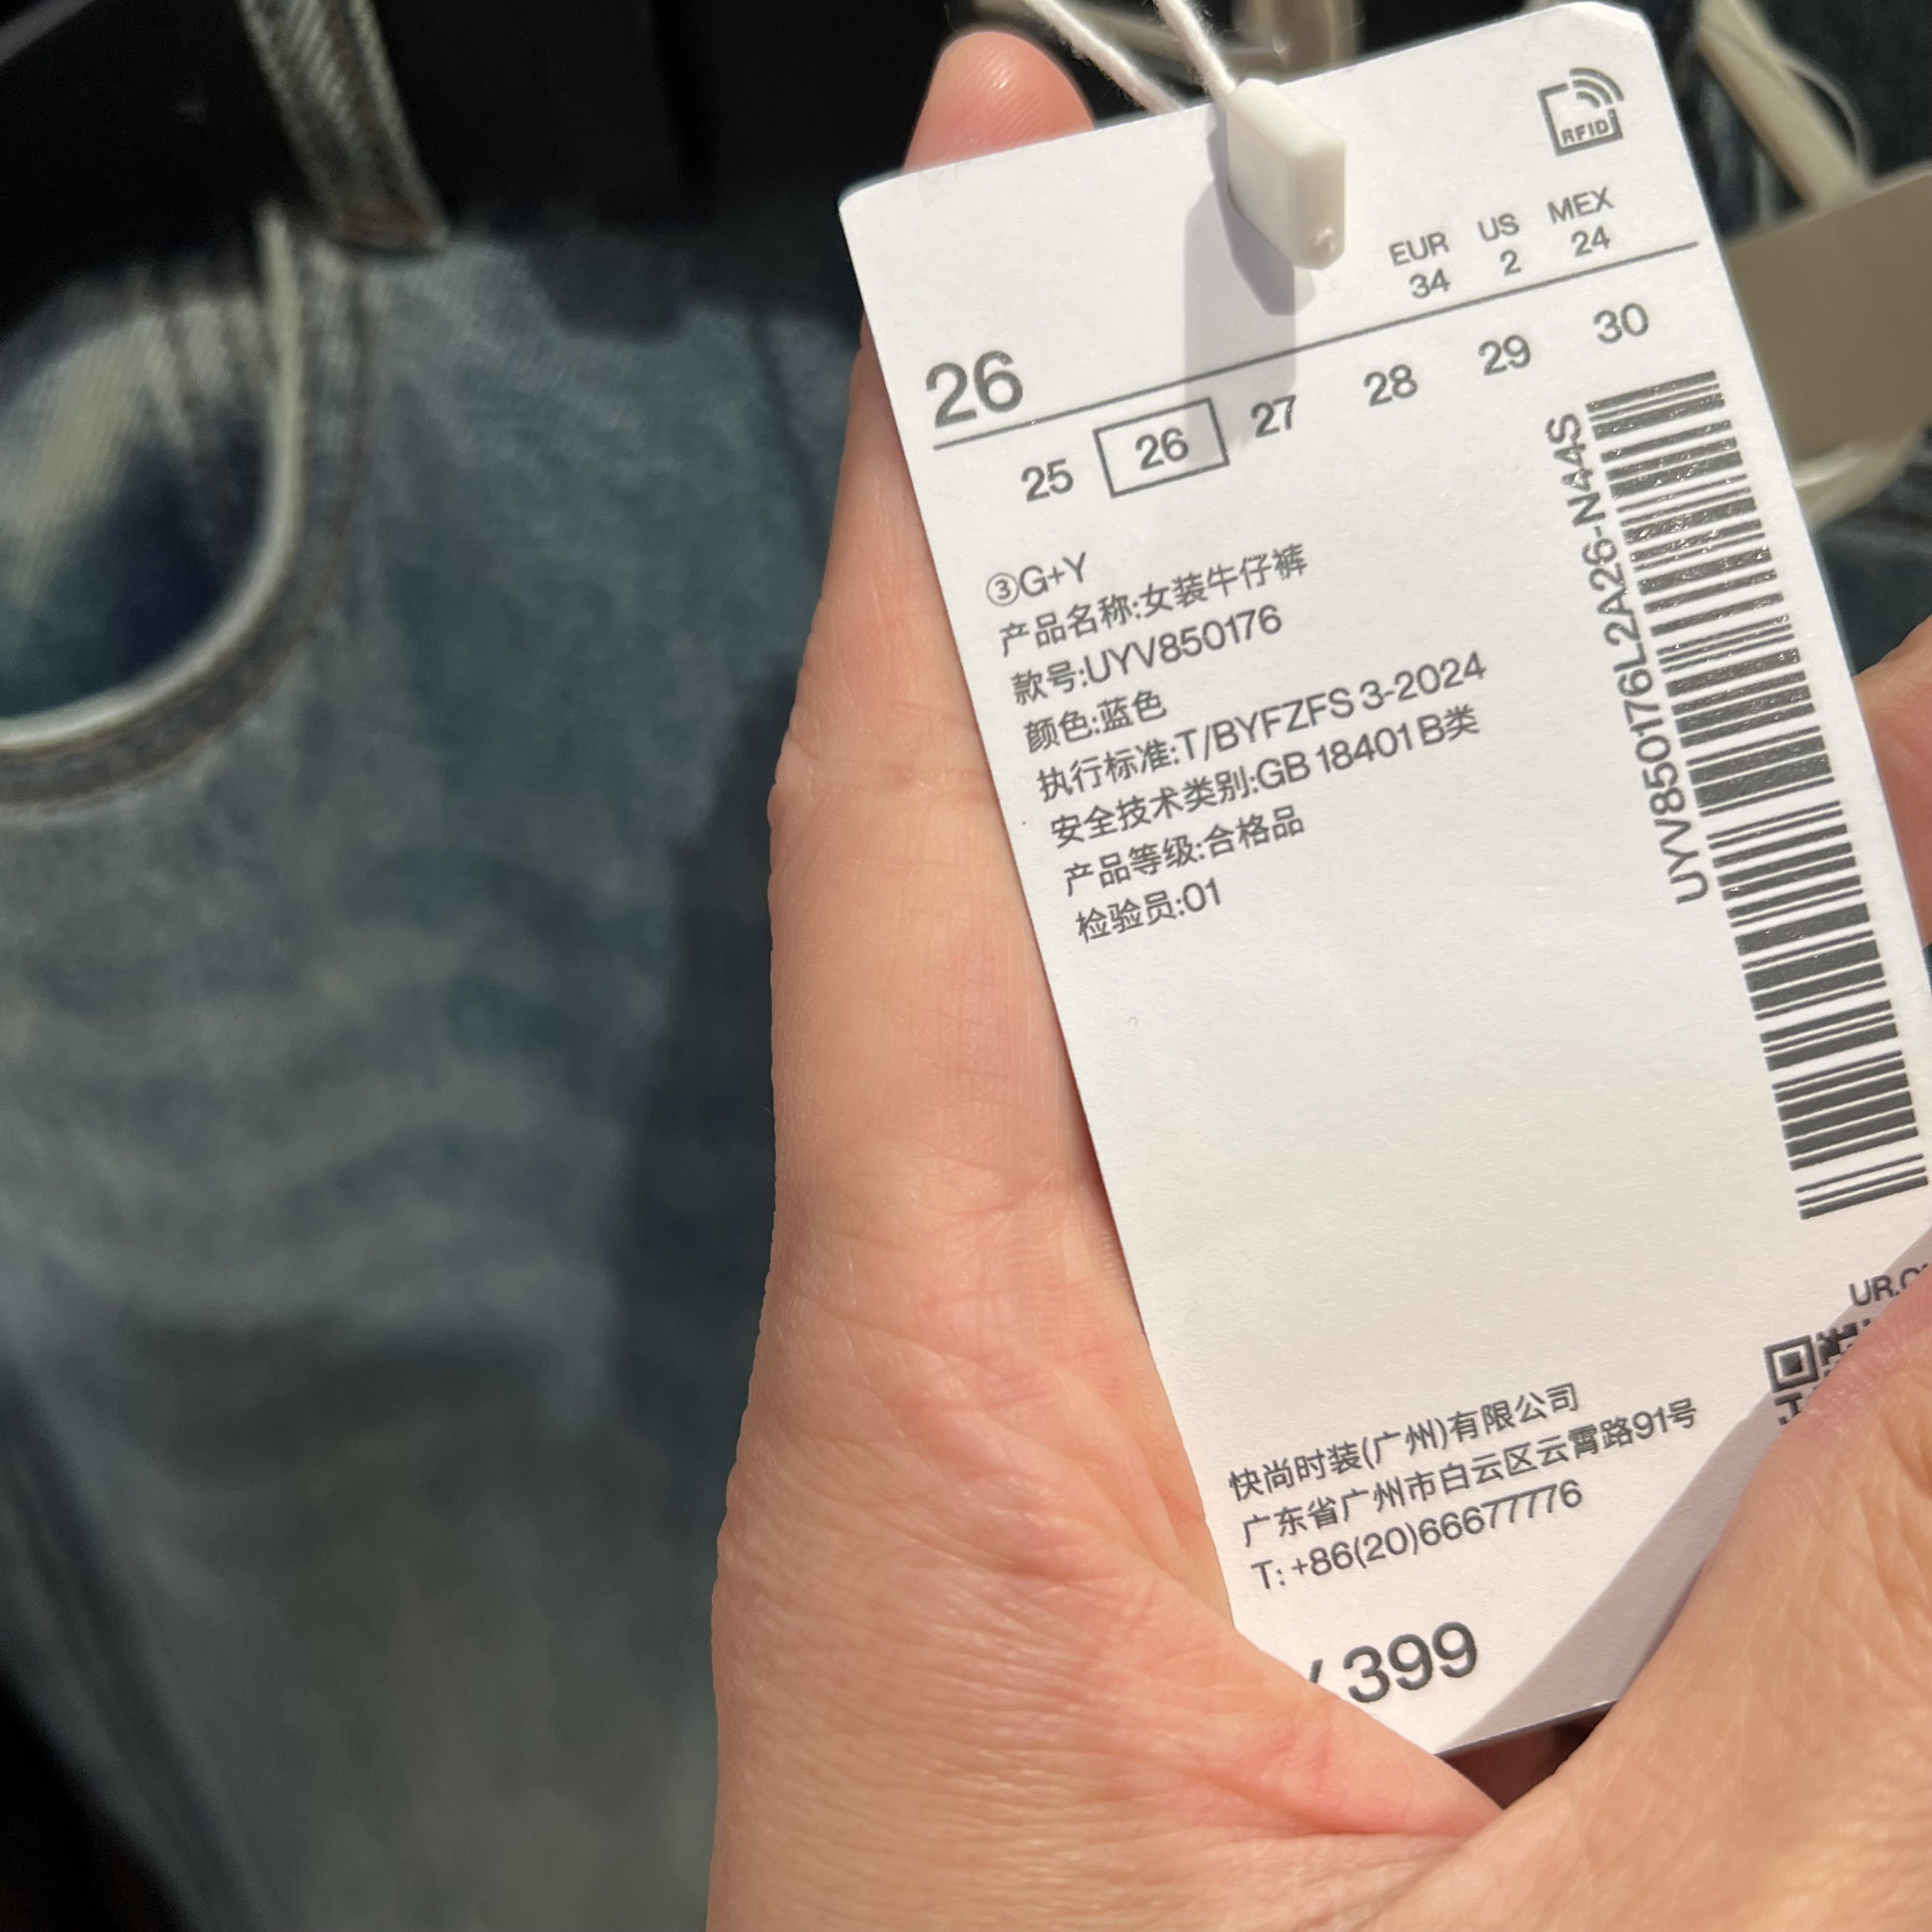 RFID
EUR US MEX
34 2 24
26
25 26 27 28 29 30
③G+Y
产品名称:女装牛仔裤
款号:UYV850176
颜色:蓝色
执行标准:T/BYFZFS 3-2024
安全技术类别:GB 18401 B类
产品等级:合格品
检验员:01
UYV850176L2A26-N44S
快尚时装(广州)有限公司
广东省广州市白云区云霄路91号
T: +86(20)66677776
399